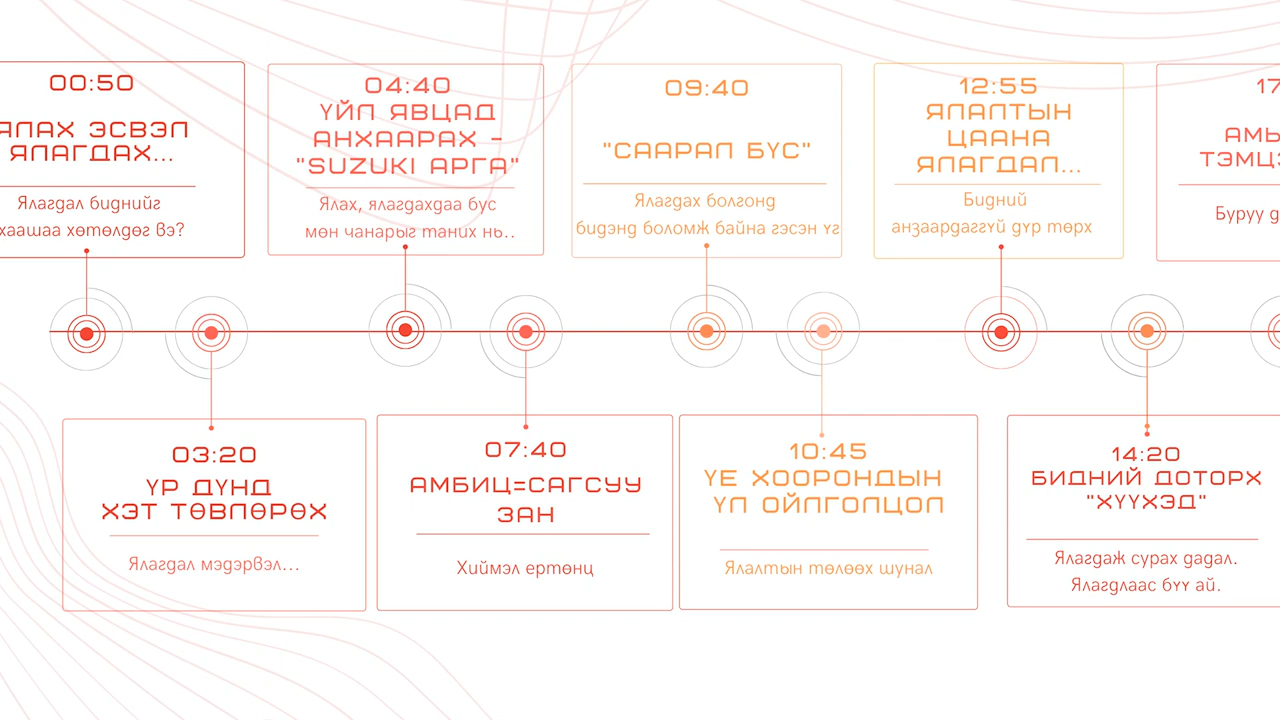 00:50
ЯЛАХ ЭСВЭЛ
ЯЛАГДАХ...
Ялагдал биднийг
хаашаа хөтөлдөг вэ?
03:20
ҮР ДҮНД
ХЭТ ТӨВЛӨРӨХ
Ялагдал мэдэрвэл...
04:40
ҮЙЛ ЯВЦАД
АНХААРАХ -
"SUZUKI АРГА"
Ялах, ялагдахдаа бус
мөн чанарыг таних нь..
07:40
АМБИЦ=САГСУУ
ЗАН
Хиймэл ертөнц
09:40
"СААРАЛ БҮС"
Ялагдах болгонд
бидэнд боломж байна гэсэн үг
10:45
ҮЕ ХООРОНДЫН
ҮЛ ОЙЛГОЛЦОЛ
Ялалтын төлөөх шунал
12:55
ЯЛАЛТЫН
ЦААНА
ЯЛАГДАЛ...
Бидний
анзаардаггүй дүр төрх
14:20
БИДНИЙ ДОТОРХ
"ХҮҮХЭД"
Ялагдаж сурах дадал.
Ялагдлаас бүү ай.
17
Буруу